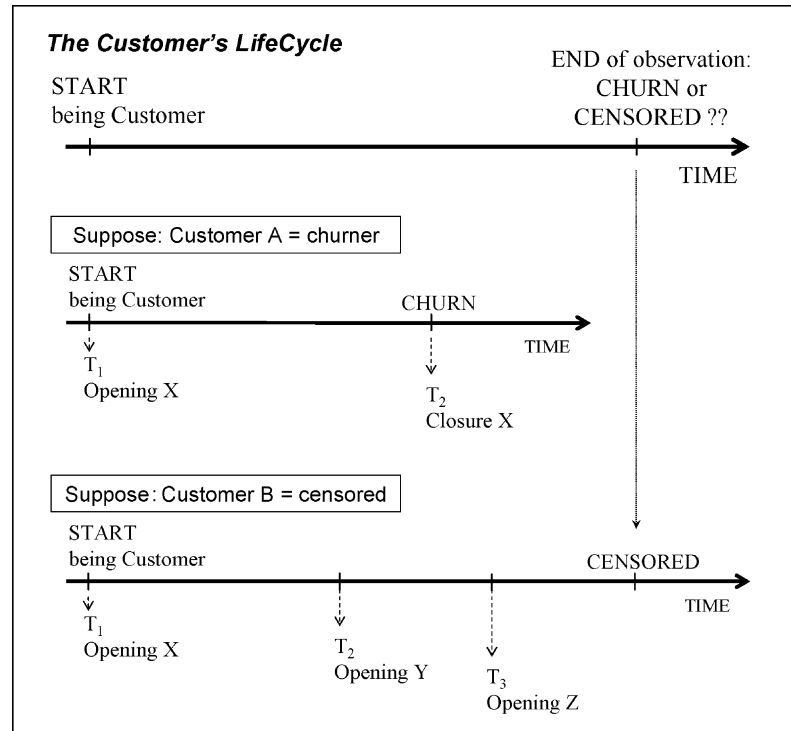 The Customer's LifeCycle
START
being Customer
END of observation:
CHURN or
CENSORED ??
TIME
Suppose: Customer A = churner
START
being Customer
CHURN
TIME
T1
Opening X
T2
Closure X
Suppose: Customer B = censored
START
being Customer
CENSORED
TIME
T1
Opening X
T2
Opening Y
T3
Opening Z